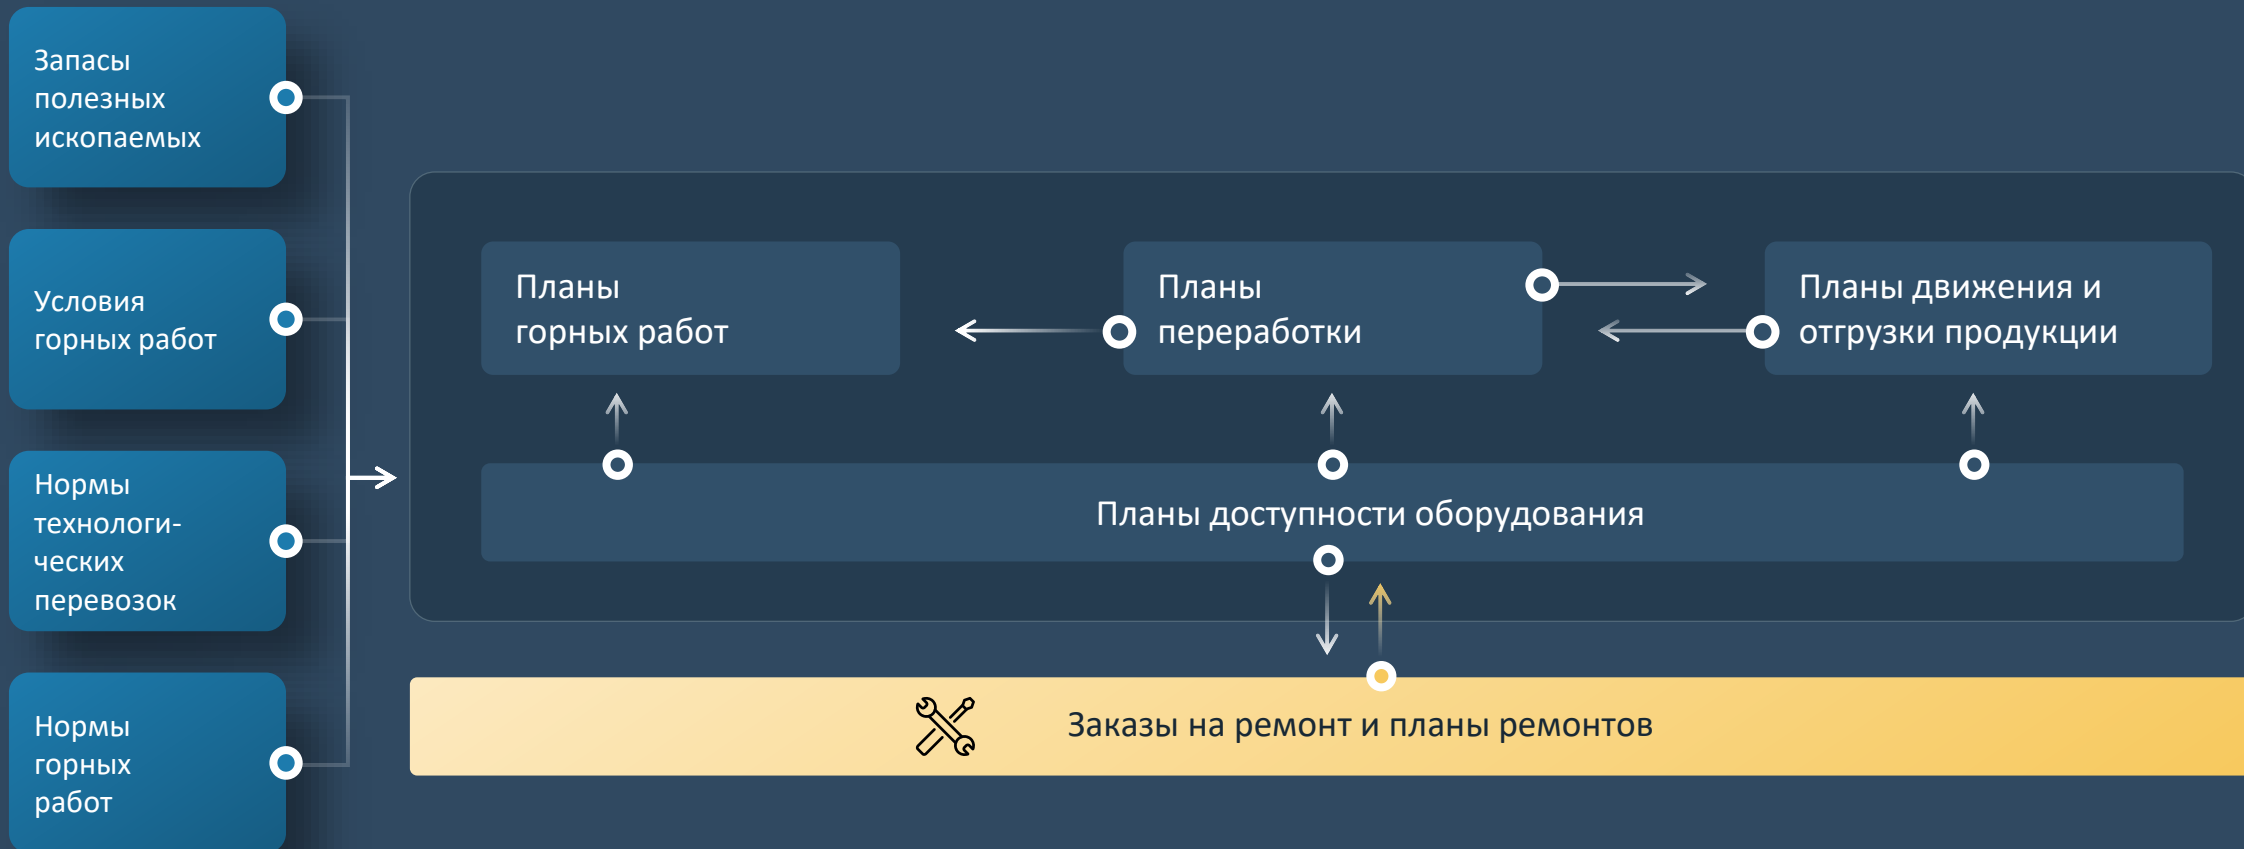 Запасы
полезных
ископаемых
Условия
горных работ
Нормы
технологи-
ческих
перевозок
Нормы
горных
работ
Планы
горных работ
Планы
переработки
Планы движения и
отгрузки продукции
Планы доступности оборудования
Заказы на ремонт и планы ремонтов